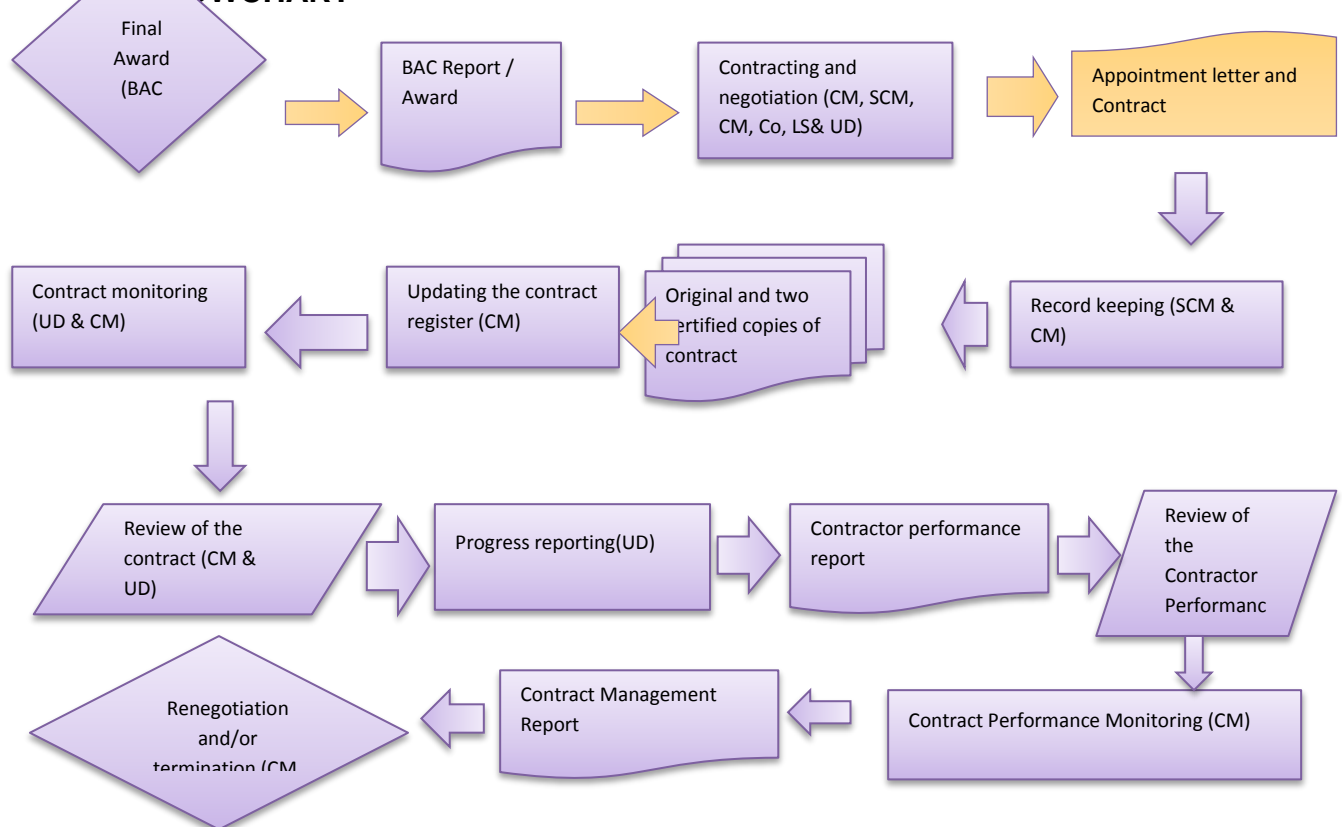 Final
Award
(BAC
BAC Report /
Award
Contracting and
negotiation (CM, SCM,
CM, Co, LS& UD)
Appointment letter and
Contract
Record keeping (SCM &
CM)
Original and two
ertified copies of
contract
Updating the contract
register (CM)
Contract monitoring
(UD & CM)
Review of the
contract (CM &
UD)
Progress reporting(UD)
Contractor performance
report
Review of
the
Contractor
Performanc
Contract Performance Monitoring (CM)
Contract Management
Report
Renegotiation
and/or
termination (CM